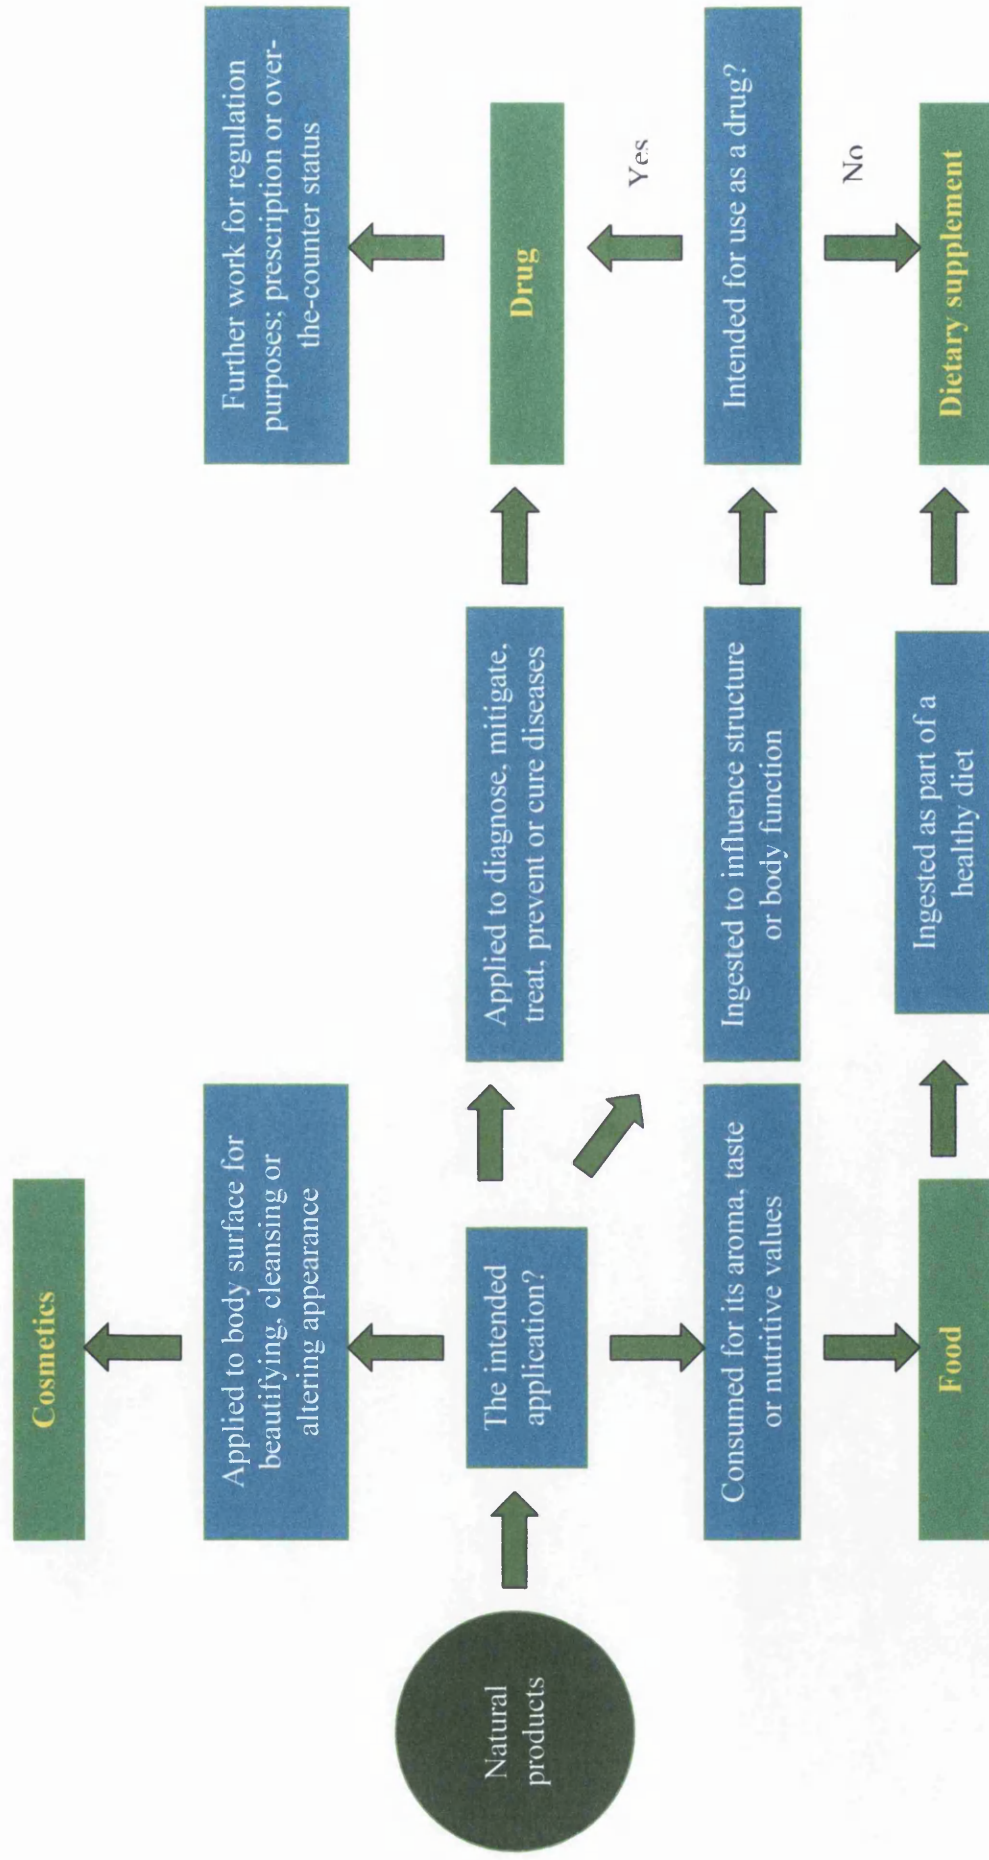 Cosmetics
Applied to body surface for
beautifying, cleansing or
altering appearance
Further work for regulation
purposes; prescription or over-
the-counter status
Natural
products
The intended
application?
Applied to diagnose, mitigate,
treat, prevent or cure diseases
Drug
Yes
Consumed for its aroma, taste
or nutritive values
Ingested to influence structure
or body function
Intended for use as a drug?
No
Food
Ingested as part of a
healthy diet
Dietary supplement